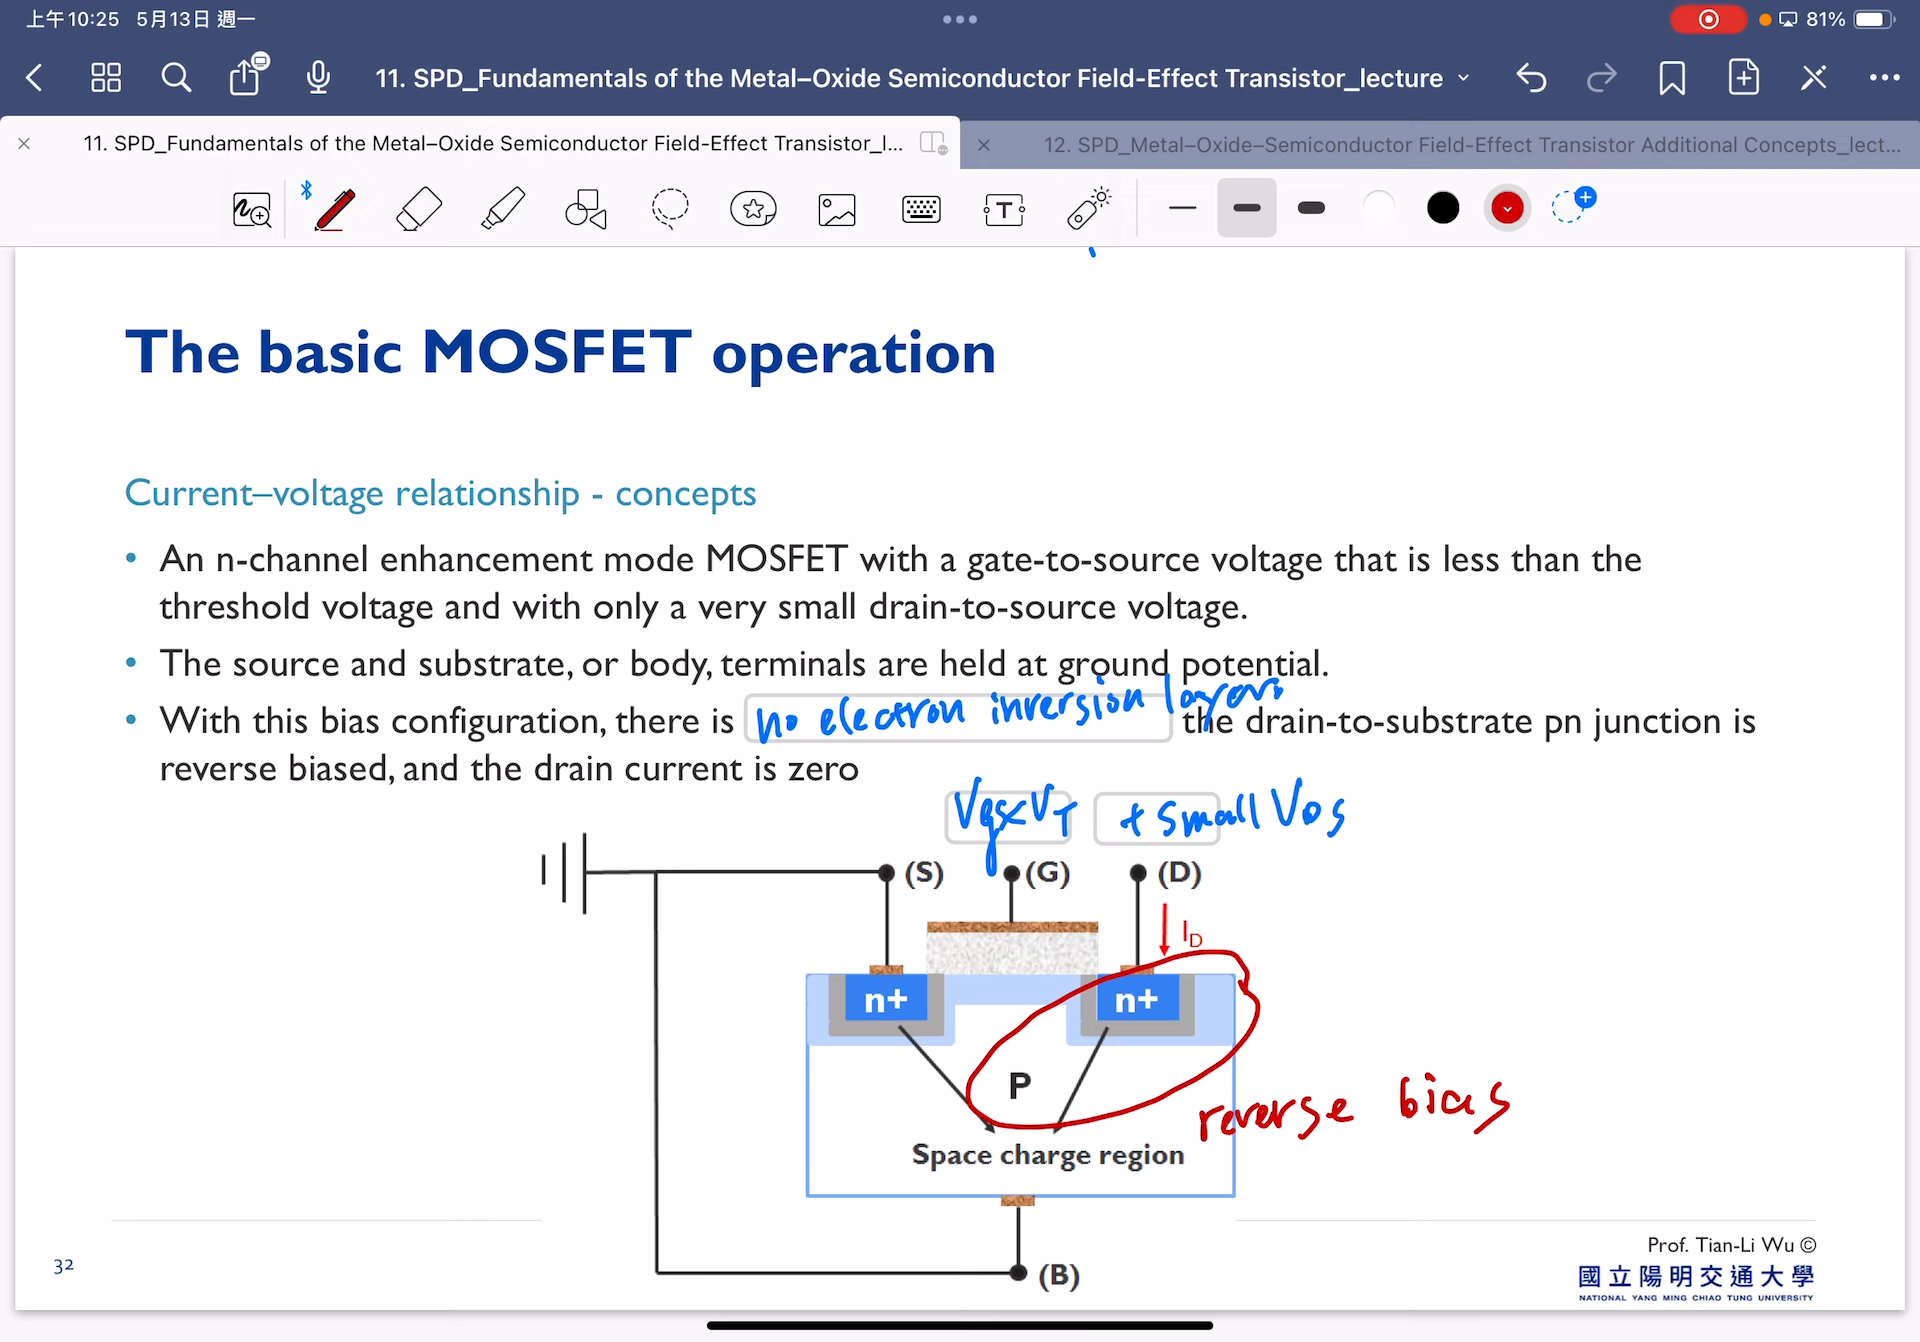 上午10:25 5月13日 週一
81%
11. SPD_Fundamentals of the Metal–Oxide Semiconductor Field-Effect Transistor_lecture
11. SPD_Fundamentals of the Metal–Oxide Semiconductor Field-Effect Transistor_l...
12. SPD_Metal–Oxide–Semiconductor Field-Effect Transistor Additional Concepts_lect...
The basic MOSFET operation
Current–voltage relationship - concepts
• An n-channel enhancement mode MOSFET with a gate-to-source voltage that is less than the
threshold voltage and with only a very small drain-to-source voltage.
• The source and substrate, or body, terminals are held at ground potential.
• With this bias configuration, there is no electron inversion layer, the drain-to-substrate pn junction is
reverse biased, and the drain current is zero
Vgs<VT + small VDS
(S) (G) (D)
ID
n+ n+
P
reverse bias
Space charge region
(B)
Prof. Tian-Li Wu ©
32
國立陽明交通大學
NATIONAL YANG MING CHIAO TUNG UNIVERSITY